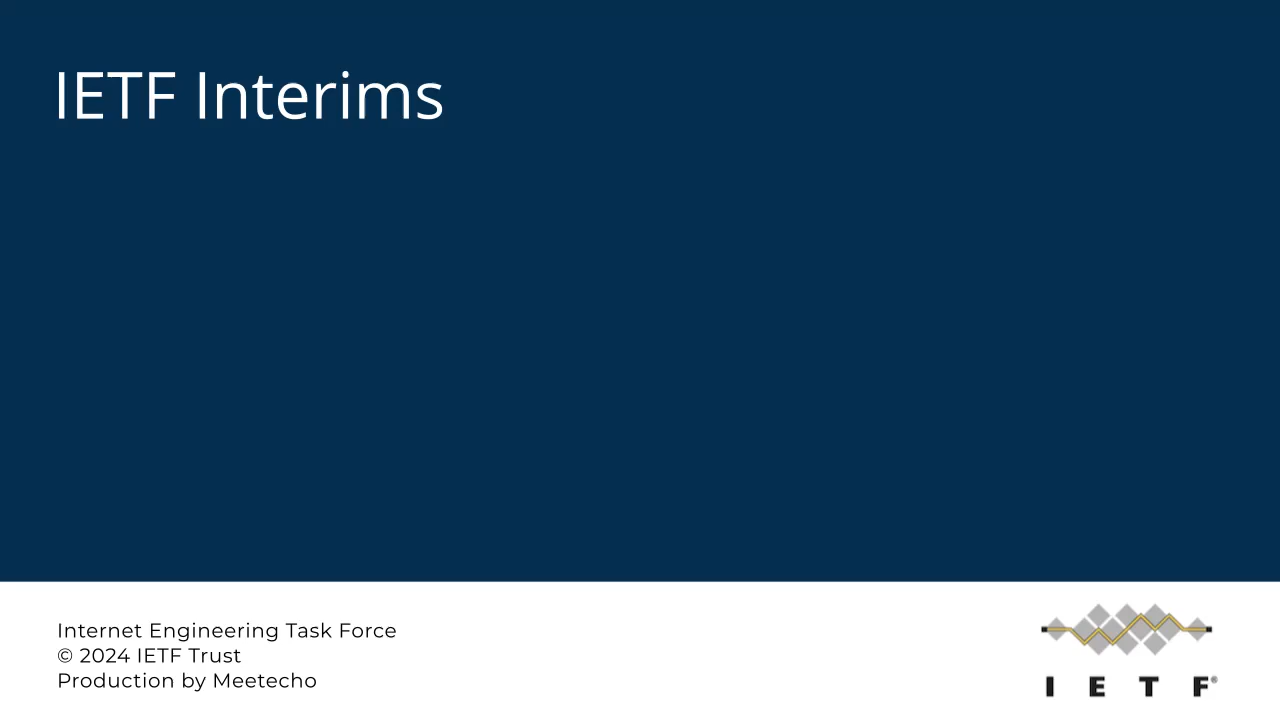 IETF Interims
Internet Engineering Task Force
© 2024 IETF Trust
Production by Meetecho
I E T F®